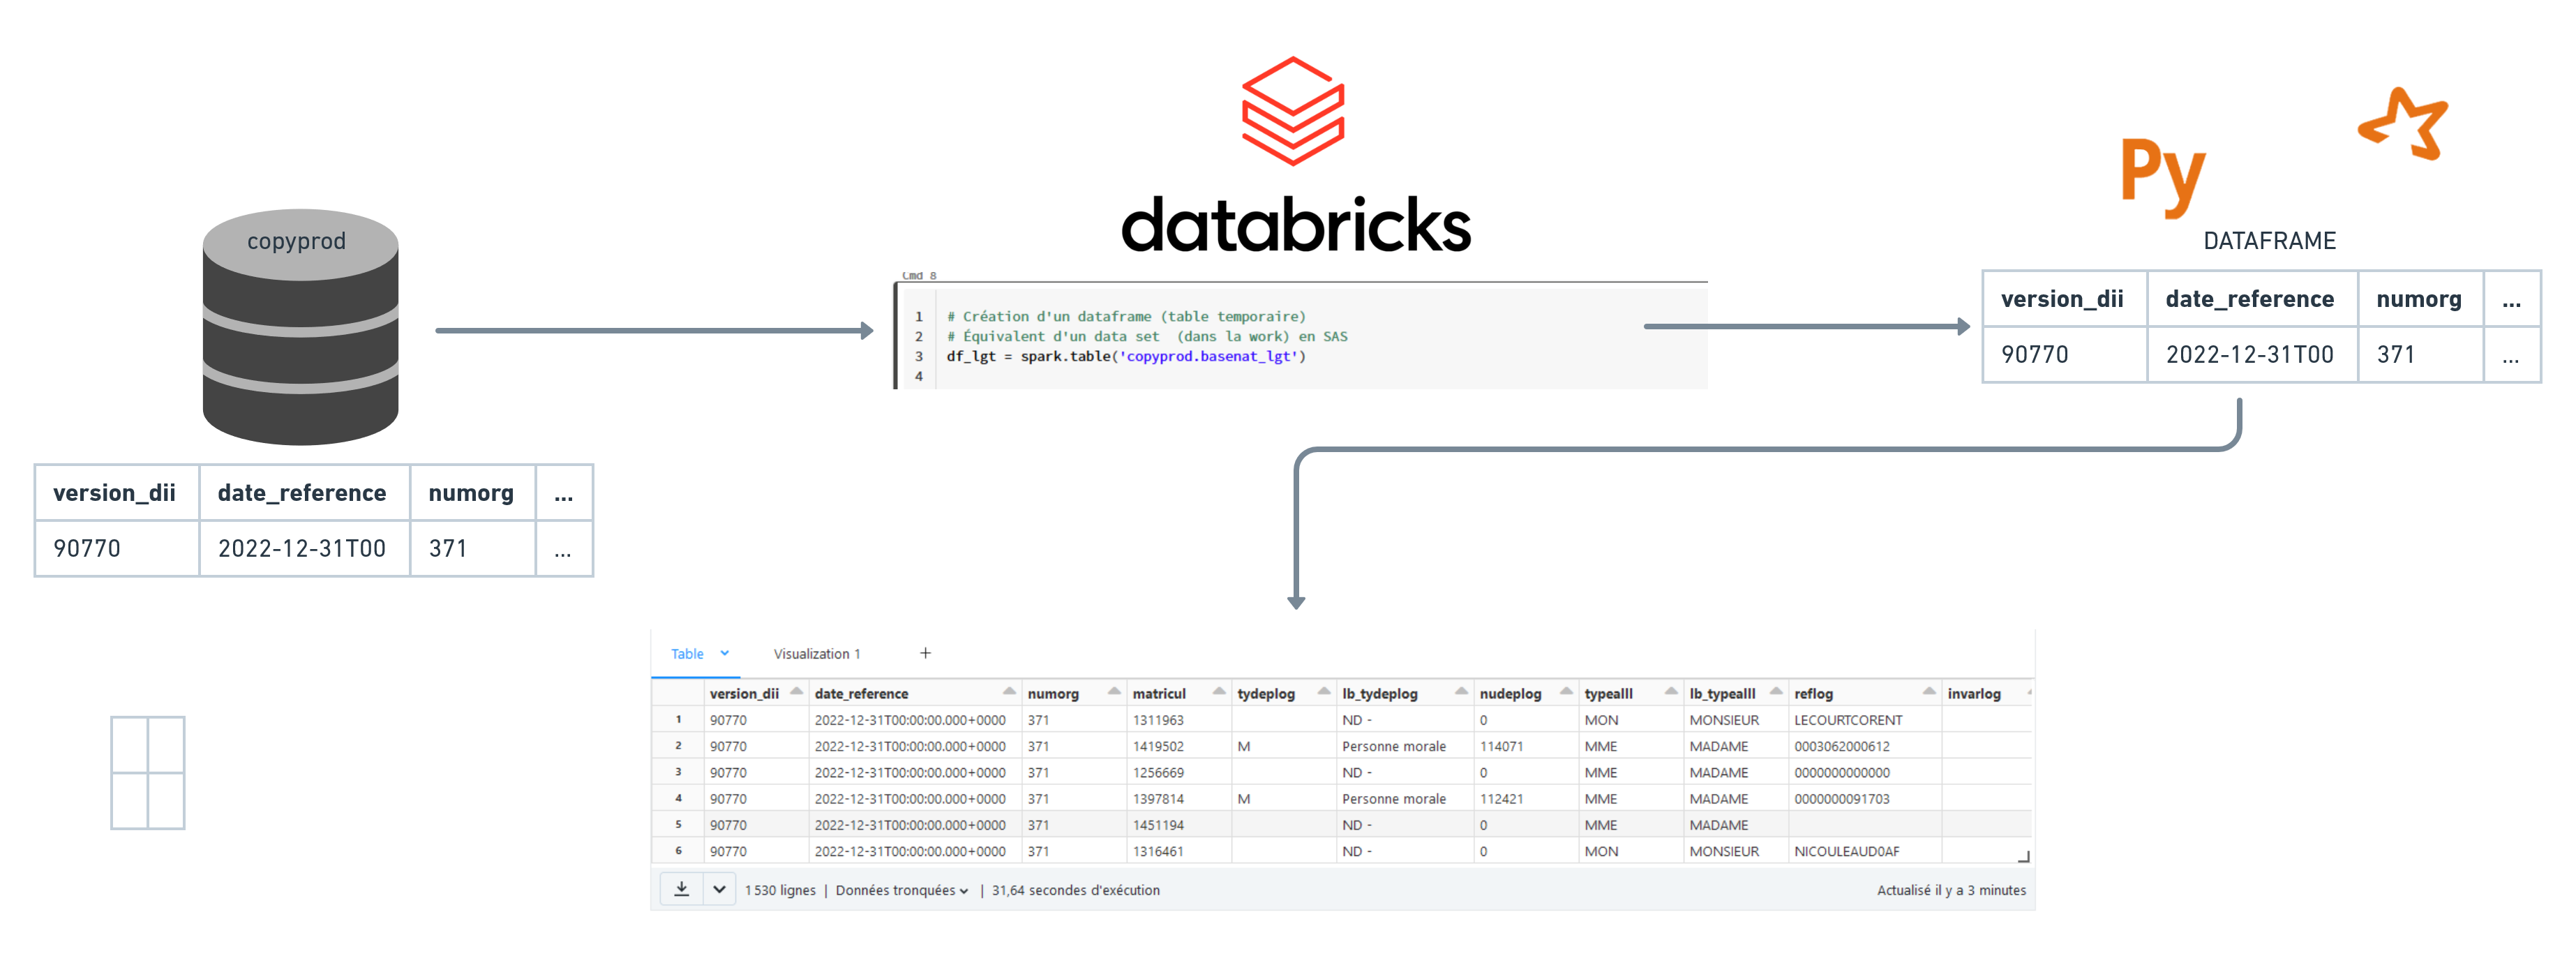 databricks
Py
copyprod
DATAFRAME
Cmd 8
1 # Création d'un dataframe (table temporaire)
2 # Équivalent d'un data set (dans la work) en SAS
3 df_lgt = spark.table('copyprod.basenat_lgt')
4
version_dii date_reference numorg ...
90770 2022-12-31T00 371 ...
version_dii date_reference numorg ...
90770 2022-12-31T00 371 ...
Table Visualization 1 +
version_dii date_reference numorg matricul tydeplog lb_tydeplog nudeplog typealll lb_typealll reflog invarlog
1 90770 2022-12-31T00:00:00.000+0000 371 1311963 ND - 0 MON MONSIEUR LECOURTCORENT
2 90770 2022-12-31T00:00:00.000+0000 371 1419502 M Personne morale 114071 MME MADAME 0003062000612
3 90770 2022-12-31T00:00:00.000+0000 371 1256669 ND - 0 MME MADAME 0000000000000
4 90770 2022-12-31T00:00:00.000+0000 371 1397814 M Personne morale 112421 MME MADAME 0000000091703
5 90770 2022-12-31T00:00:00.000+0000 371 1451194 ND - 0 MME MADAME
6 90770 2022-12-31T00:00:00.000+0000 371 1316461 ND - 0 MON MONSIEUR NICOULEAUD0AF
1 530 lignes | Données tronquées | 31,64 secondes d'exécution Actualisé il y a 3 minutes